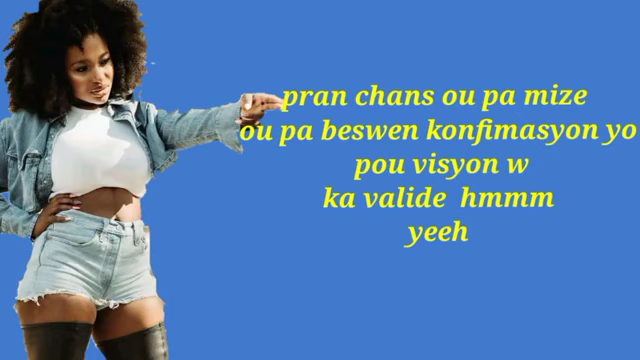 pran chans ou pa mize
ou pa beswen konfimasyon yo
pou visyon w
ka valide hmmm
yeeh